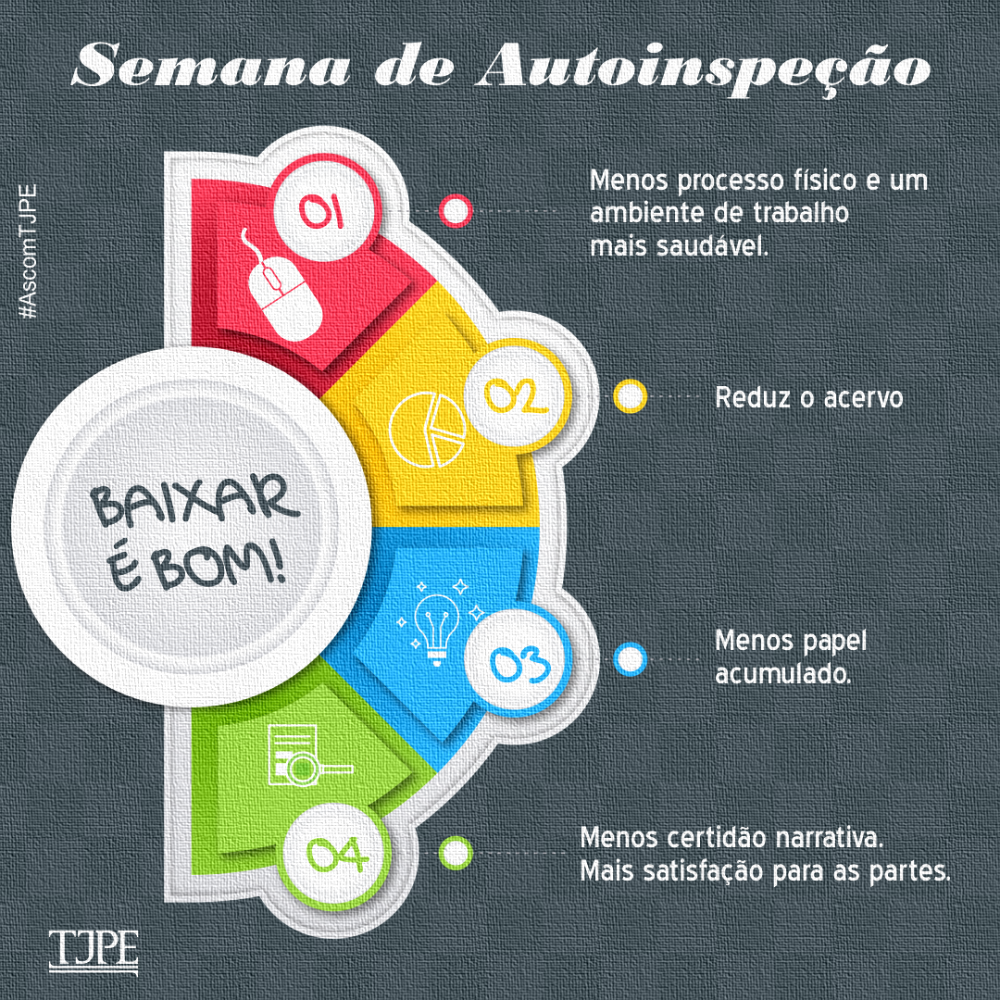 Semana de Autoinspeção
#AscomTJPE
01
Menos processo físico e um
ambiente de trabalho
mais saudável.
02
Reduz o acervo
BAIXAR
É BOM!
03
Menos papel
acumulado.
04
Menos certidão narrativa.
Mais satisfação para as partes.
TJPE